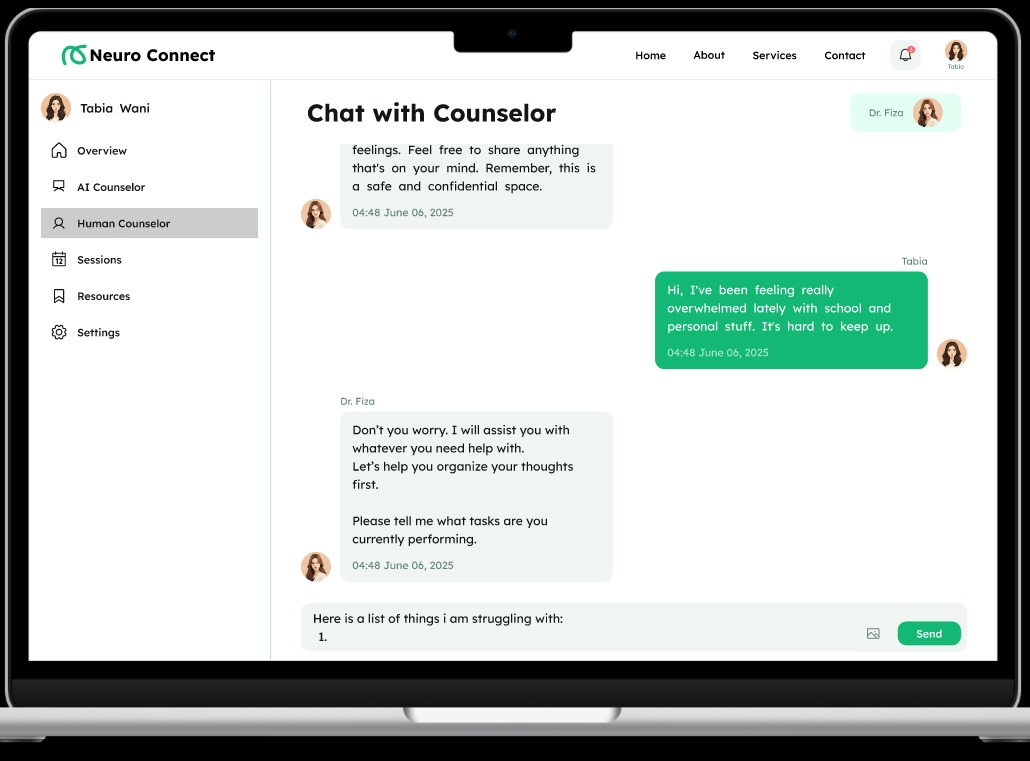 Neuro Connect
Home About Services Contact
Tabia
Tabia Wani
Overview
AI Counselor
Human Counselor
12
Sessions
Resources
Settings
Chat with Counselor
Dr. Fiza
feelings. Feel free to share anything
that's on your mind. Remember, this is
a safe and confidential space.
04:48 June 06, 2025
Tabia
Hi, I've been feeling really
overwhelmed lately with school and
personal stuff. It's hard to keep up.
04:48 June 06, 2025
Dr. Fiza
Don't you worry. I will assist you with
whatever you need help with.
Let's help you organize your thoughts
first.
Please tell me what tasks are you
currently performing.
04:48 June 06, 2025
Here is a list of things i am struggling with:
1.
Send